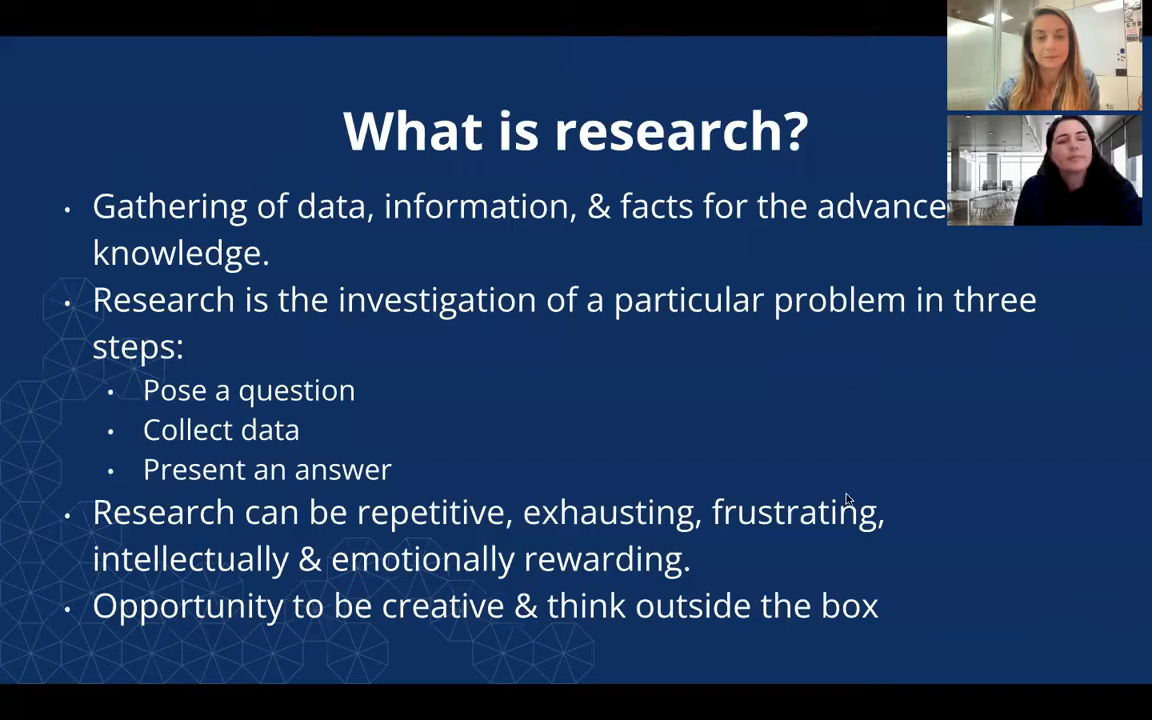 What is research?
• Gathering of data, information, & facts for the advance
knowledge.
• Research is the investigation of a particular problem in three
steps:
• Pose a question
• Collect data
• Present an answer
• Research can be repetitive, exhausting, frustrating,
intellectually & emotionally rewarding.
• Opportunity to be creative & think outside the box